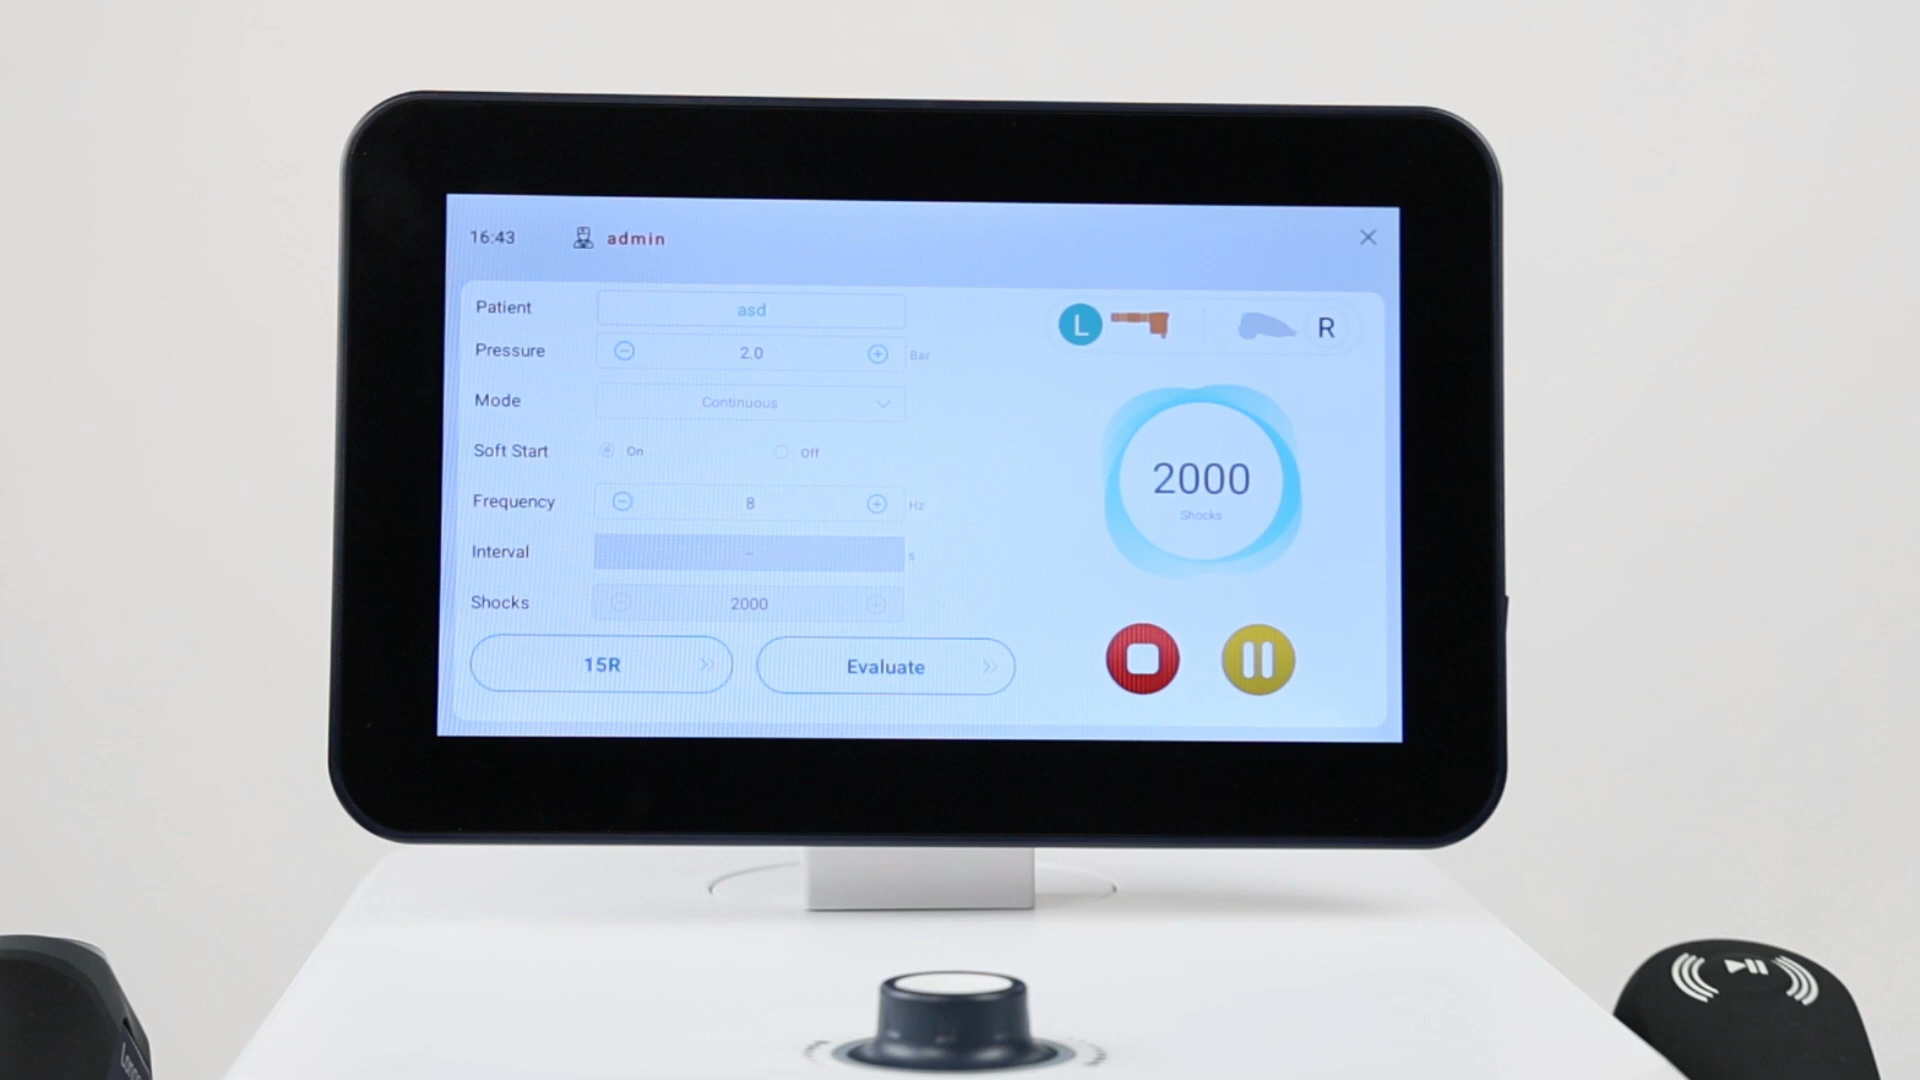 16:43 admin
Patient asd
Pressure 2.0 Bar
Mode Continuous
Soft Start On Off
Frequency 8 Hz
Interval - s
Shocks 2000
15R Evaluate
L R
2000
Shocks